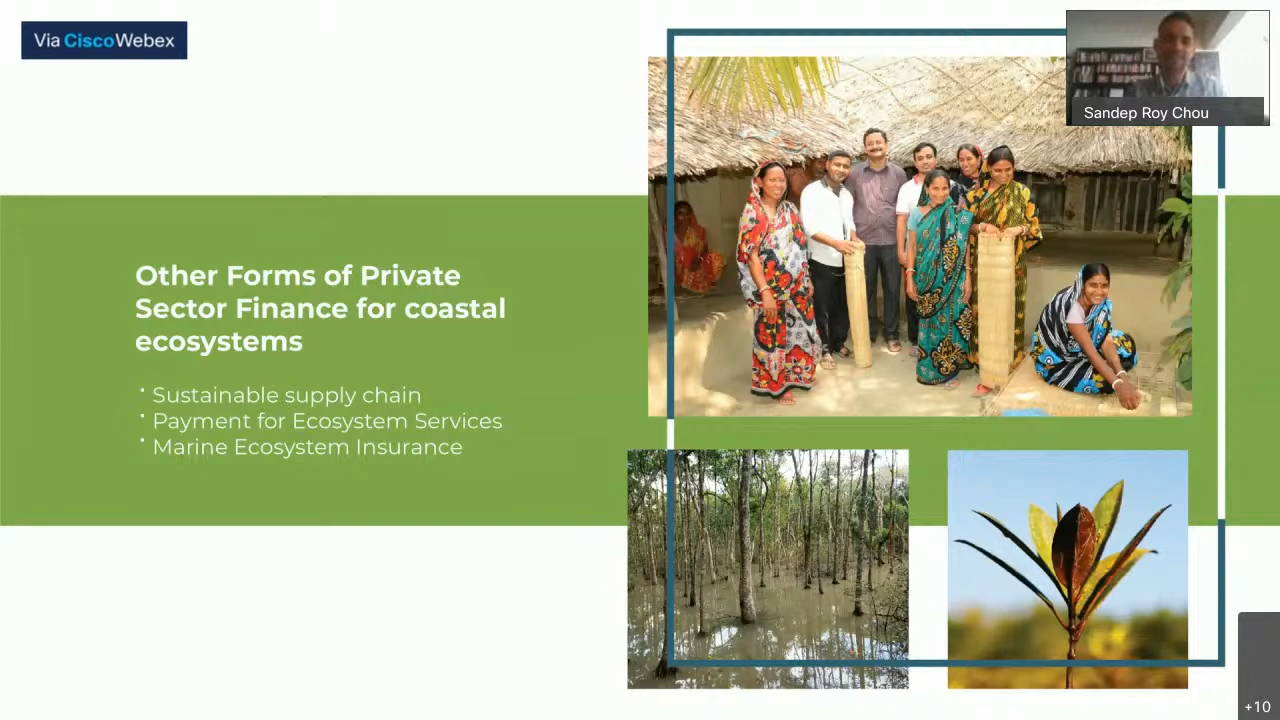 Via CiscoWebex
Sandep Roy Chou
Other Forms of Private
Sector Finance for coastal
ecosystems
Sustainable supply chain
Payment for Ecosystem Services
Marine Ecosystem Insurance
+10